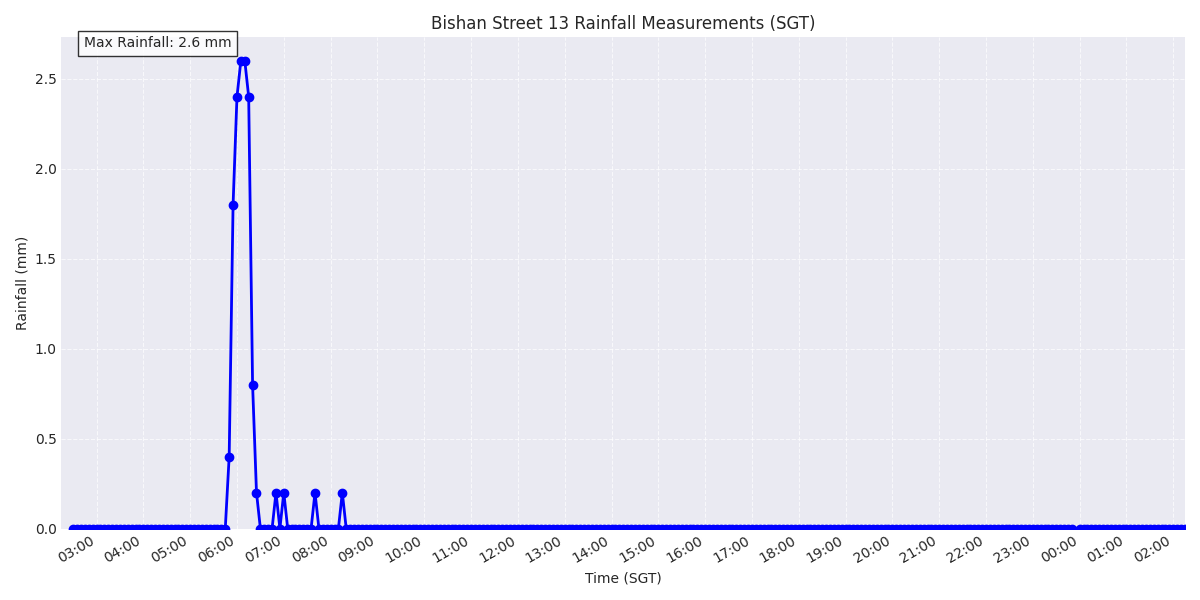 Bishan Street 13 Rainfall Measurements (SGT)
Max Rainfall: 2.6 mm
Rainfall (mm)
2.5
2.0
1.5
1.0
0.5
0.0
03:00 04:00 05:00 06:00 07:00 08:00 09:00 10:00 11:00 12:00 13:00 14:00 15:00 16:00 17:00 18:00 19:00 20:00 21:00 22:00 23:00 00:00 01:00 02:00
Time (SGT)